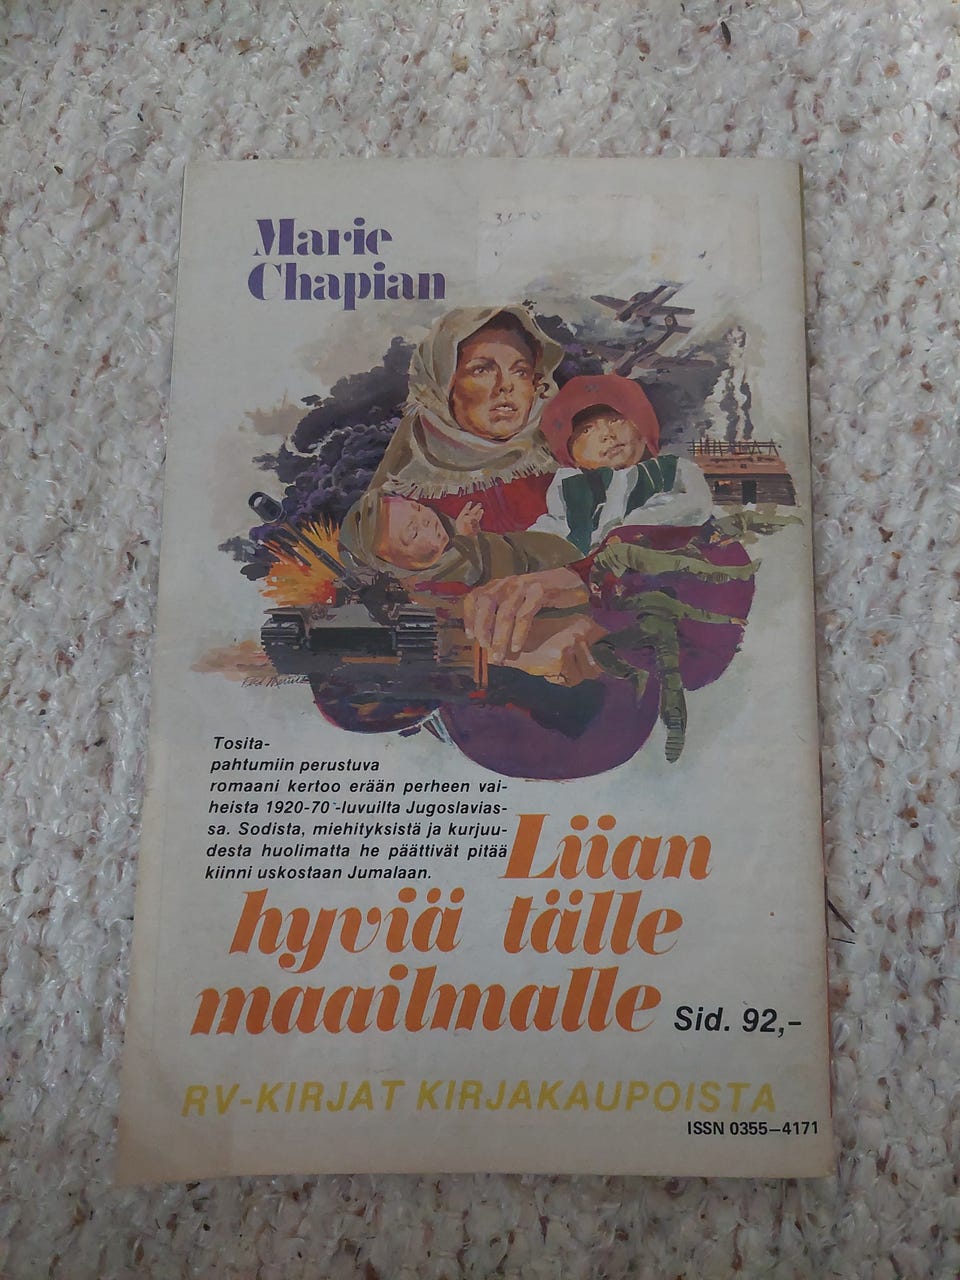 Marie
Chapian
Tosita-
pahtumiin perustuva
romaani kertoo erään perheen vai-
heista 1920-70 -luvuilta Jugoslavias-
sa. Sodista, miehityksistä ja kurjuu-
desta huolimatta he päättivät pitää
kiinni uskostaan Jumalaan.
Liian
hyviä tälle
maailmalle
Sid. 92,–
RV-KIRJAT KIRJAKAUPOISTA
ISSN 0355–4171